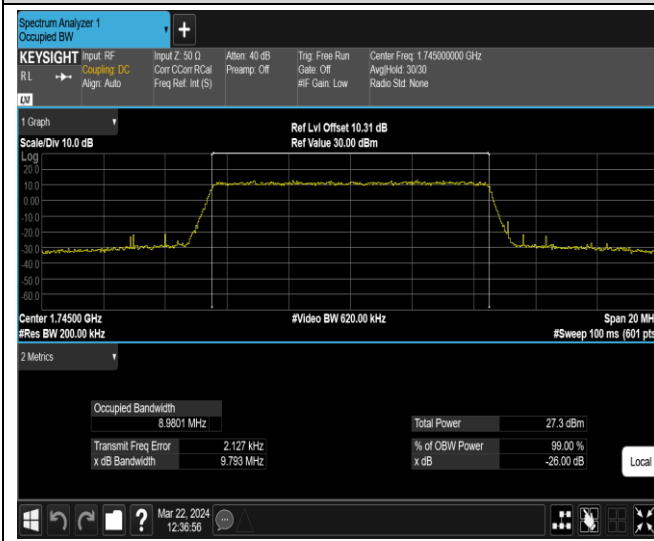 Spectrum Analyzer 1
Occupied BW
+
KEYSIGHT
RL
LXI
Input: RF
Coupling: DC
Align: Auto
Input Z: 50 Ω
Corr CCorr RCal
Freq Ref: Int (S)
Atten: 40 dB
Preamp: Off
Trig: Free Run
Gate: Off
#IF Gain: Low
Center Freq: 1.745000000 GHz
Avg|Hold: 30/30
Radio Std: None
1 Graph
Scale/Div 10.0 dB
Ref Lvl Offset 10.31 dB
Ref Value 30.00 dBm
Log
20.0
10.0
0.00
-10.0
-20.0
-30.0
-40.0
-50.0
-60.0
Center 1.74500 GHz
#Res BW 200.00 kHz
#Video BW 620.00 kHz
Span 20 MH
#Sweep 100 ms (601 pts
2 Metrics
Occupied Bandwidth
8.9801 MHz
Transmit Freq Error 2.127 kHz
x dB Bandwidth 9.793 MHz
Total Power 27.3 dBm
% of OBW Power 99.00 %
x dB -26.00 dB
Local
?
Mar 22, 2024
12:36:56